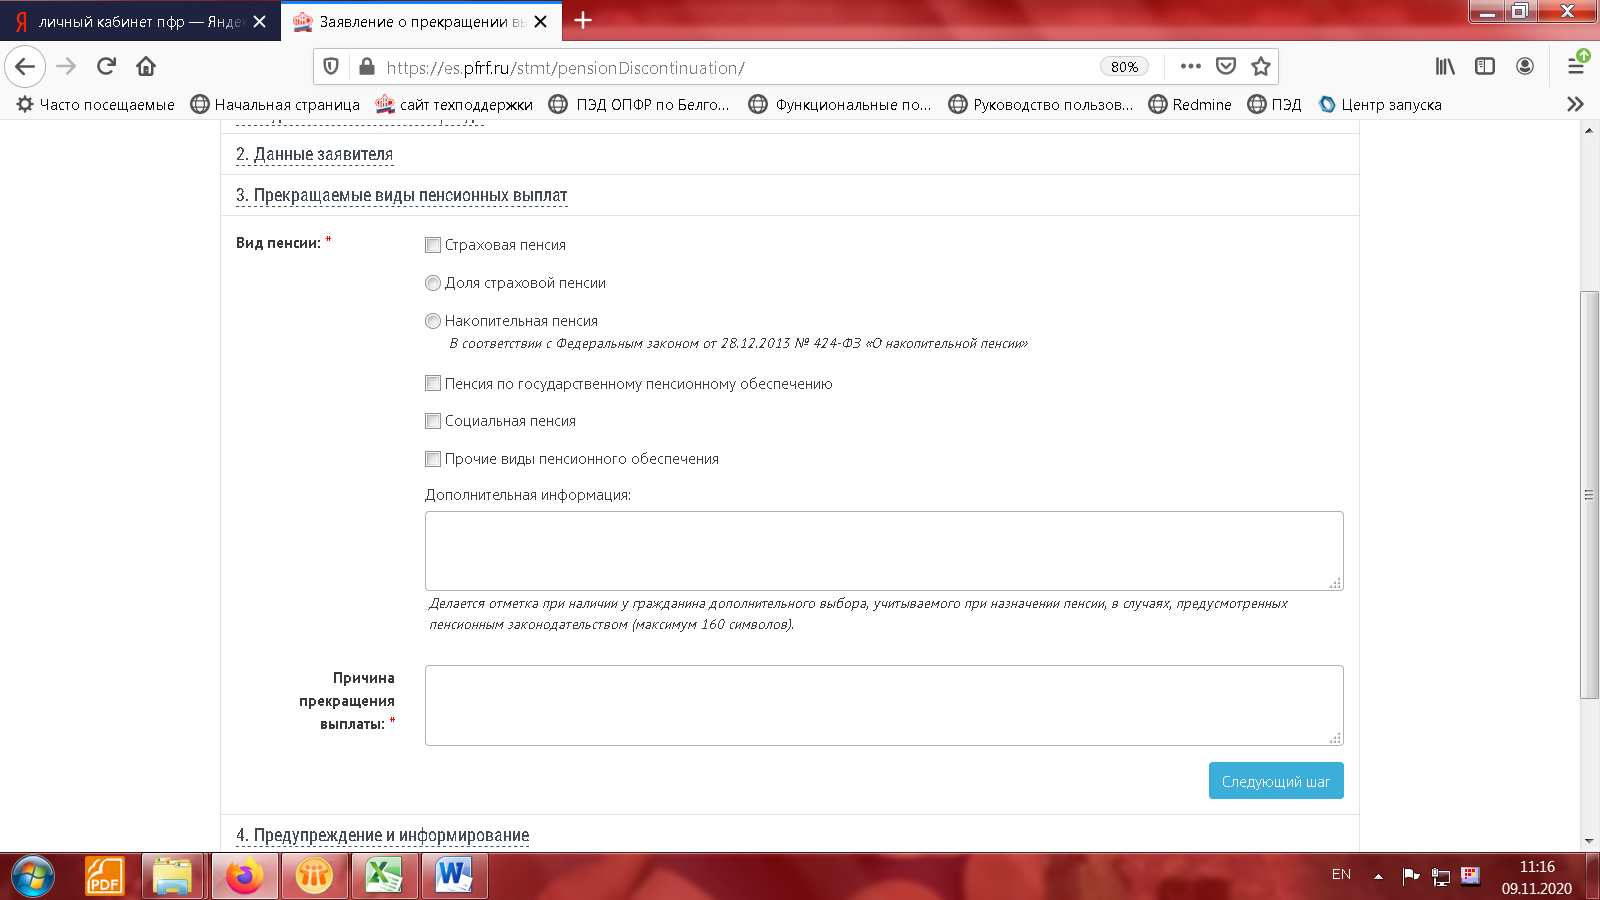 личный кабинет пфр — Янде
Заявление о прекращении вы
https://es.pfrf.ru/stmt/pensionDiscontinuation/
80%
Часто посещаемые
Начальная страница
сайт техподдержки
ПЭД ОПФР по Белго...
Функциональные по...
Руководство пользов...
Redmine
ПЭД
Центр запуска
2. Данные заявителя
3. Прекращаемые виды пенсионных выплат
Вид пенсии: *
Страховая пенсия
Доля страховой пенсии
Накопительная пенсия
В соответствии с Федеральным законом от 28.12.2013 № 424-ФЗ «О накопительной пенсии»
Пенсия по государственному пенсионному обеспечению
Социальная пенсия
Прочие виды пенсионного обеспечения
Дополнительная информация:
Делается отметка при наличии у гражданина дополнительного выбора, учитываемого при назначении пенсии, в случаях, предусмотренных
пенсионным законодательством (максимум 160 символов).
Причина
прекращения
выплаты: *
Следующий шаг
4. Предупреждение и информирование
PDF
EN
11:16
09.11.2020